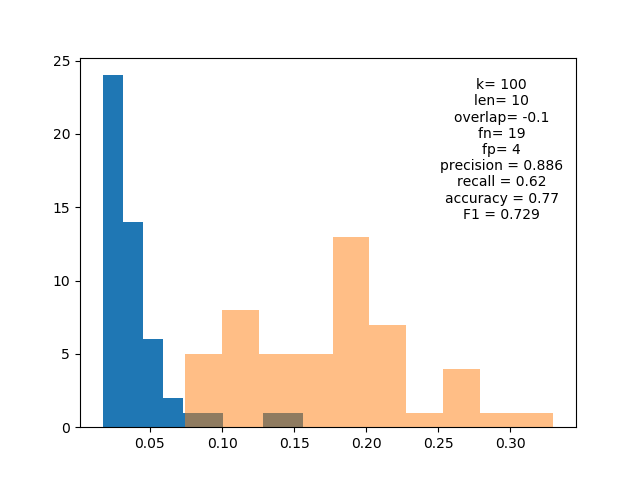 k= 100
len= 10
overlap= -0.1
fn= 19
fp= 4
precision = 0.886
recall = 0.62
accuracy = 0.77
F1 = 0.729
25
20
15
10
5
0
0.05 0.10 0.15 0.20 0.25 0.30